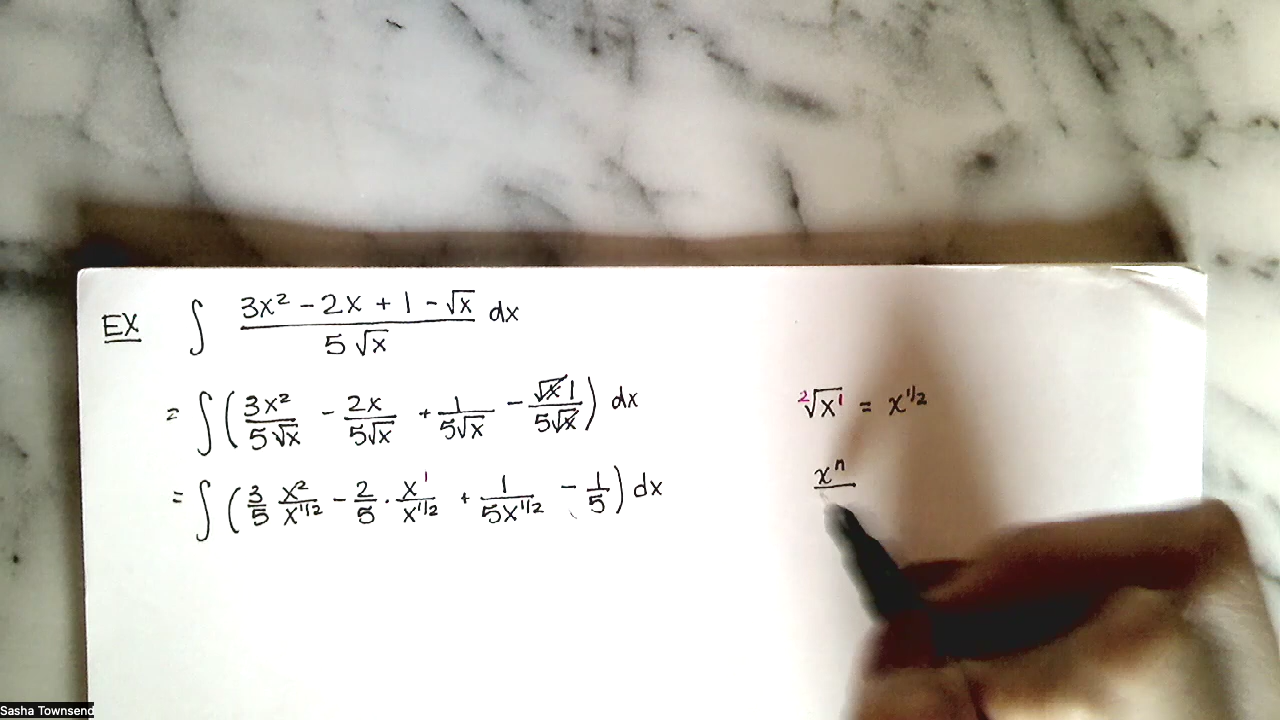 EX ∫ (3x² - 2x + 1 - √x)/(5√x) dx
= ∫ ( 3x²/(5√x) - 2x/(5√x) + 1/(5√x) - √x 1/(5√x) ) dx
²√x¹ = x^1/2
= ∫ ( 3/5 x²/x^1/2 - 2/5 · x¹/x^1/2 + 1/(5x^1/2) - 1/5 ) dx
xⁿ
Sasha Townsend